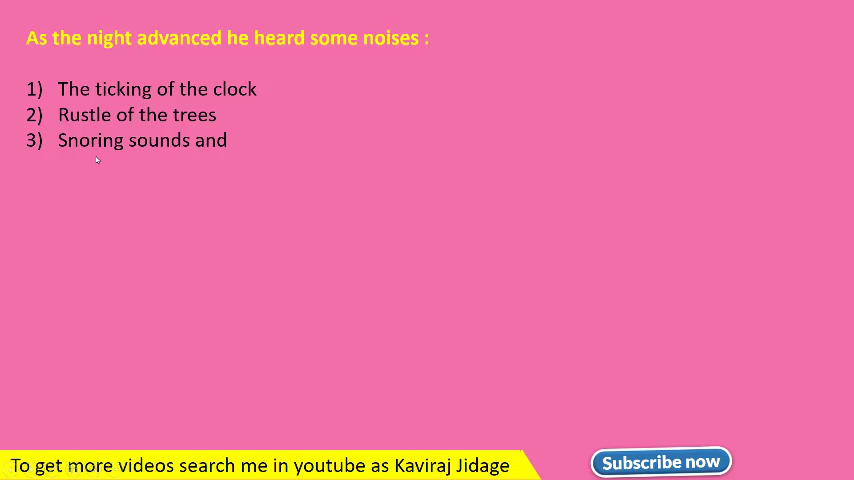 As the night advanced he heard some noises :
1) The ticking of the clock
2) Rustle of the trees
3) Snoring sounds and
To get more videos search me in youtube as Kaviraj Jidage
Subscribe now